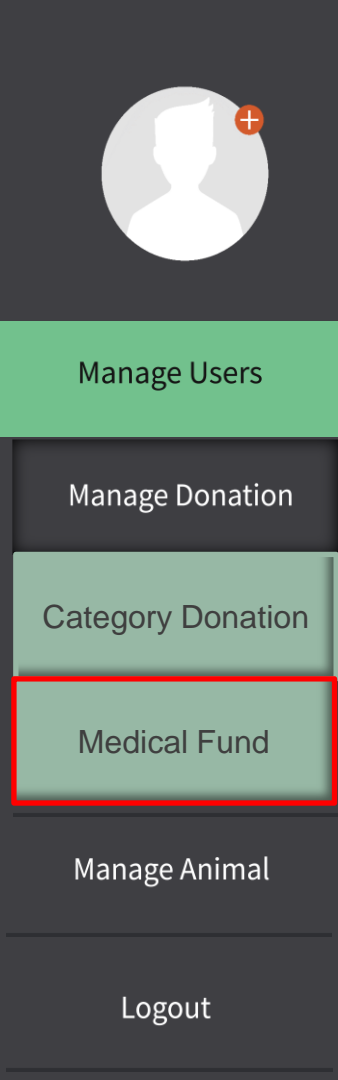 Manage Users
Manage Donation
Category Donation
Medical Fund
Manage Animal
Logout